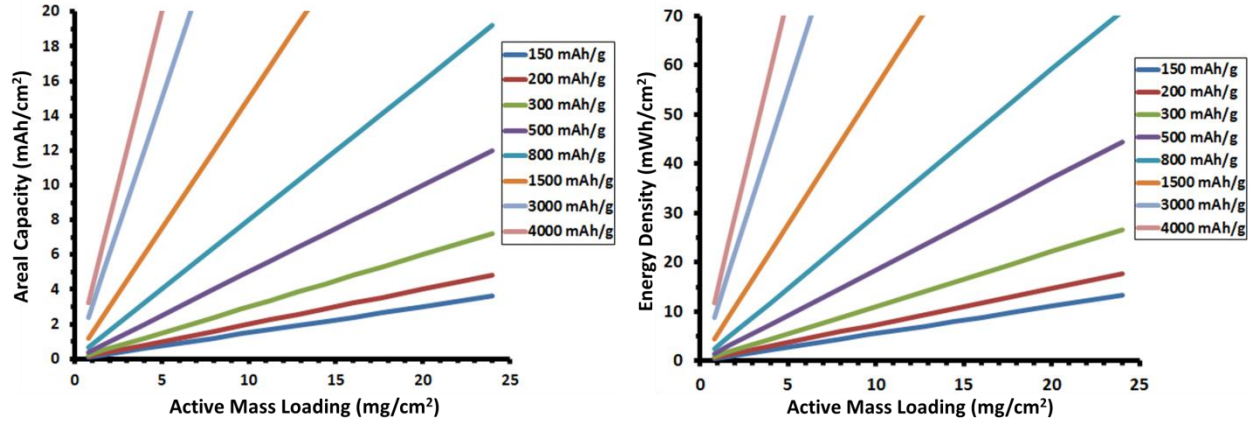 Areal Capacity (mAh/cm²)
20
18
16
14
12
10
8
6
4
2
0
0 5 10 15 20 25
Active Mass Loading (mg/cm²)
150 mAh/g
200 mAh/g
300 mAh/g
500 mAh/g
800 mAh/g
1500 mAh/g
3000 mAh/g
4000 mAh/g
Energy Density (mWh/cm²)
70
60
50
40
30
20
10
0
0 5 10 15 20 25
Active Mass Loading (mg/cm²)
150 mAh/g
200 mAh/g
300 mAh/g
500 mAh/g
800 mAh/g
1500 mAh/g
3000 mAh/g
4000 mAh/g